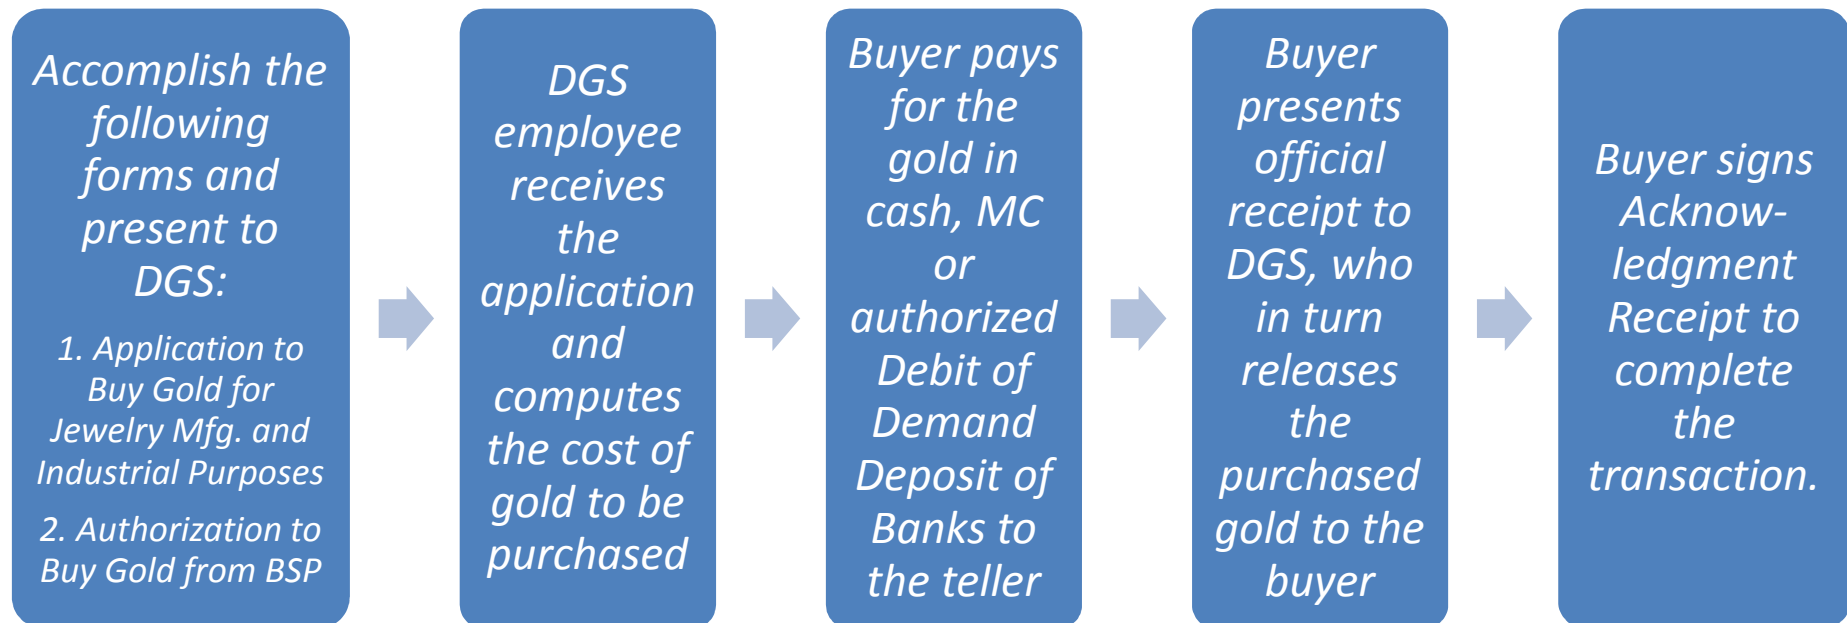 Accomplish the
following
forms and
present to
DGS:
1. Application to
Buy Gold for
Jewelry Mfg. and
Industrial Purposes
2. Authorization to
Buy Gold from BSP
DGS
employee
receives
the
application
and
computes
the cost of
gold to be
purchased
Buyer pays
for the
gold in
cash, MC
or
authorized
Debit of
Demand
Deposit of
Banks to
the teller
Buyer
presents
official
receipt to
DGS, who
in turn
releases
the
purchased
gold to the
buyer
Buyer signs
Acknow-
ledgment
Receipt to
complete
the
transaction.